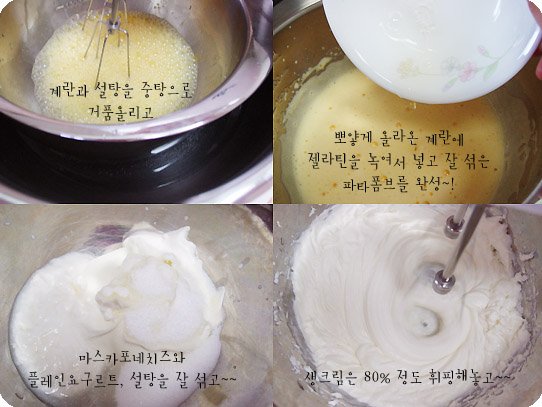 계란과 설탕을 중탕으로
거품올리고
뽀얗게 올라온 계란에
젤라틴을 녹여서 넣고 잘 섞은
파타폼브를 완성~!
마스카포네치즈와
플레인요구르트, 설탕을 잘 섞고~~
생크림은 80% 정도 휘핑해놓고~~